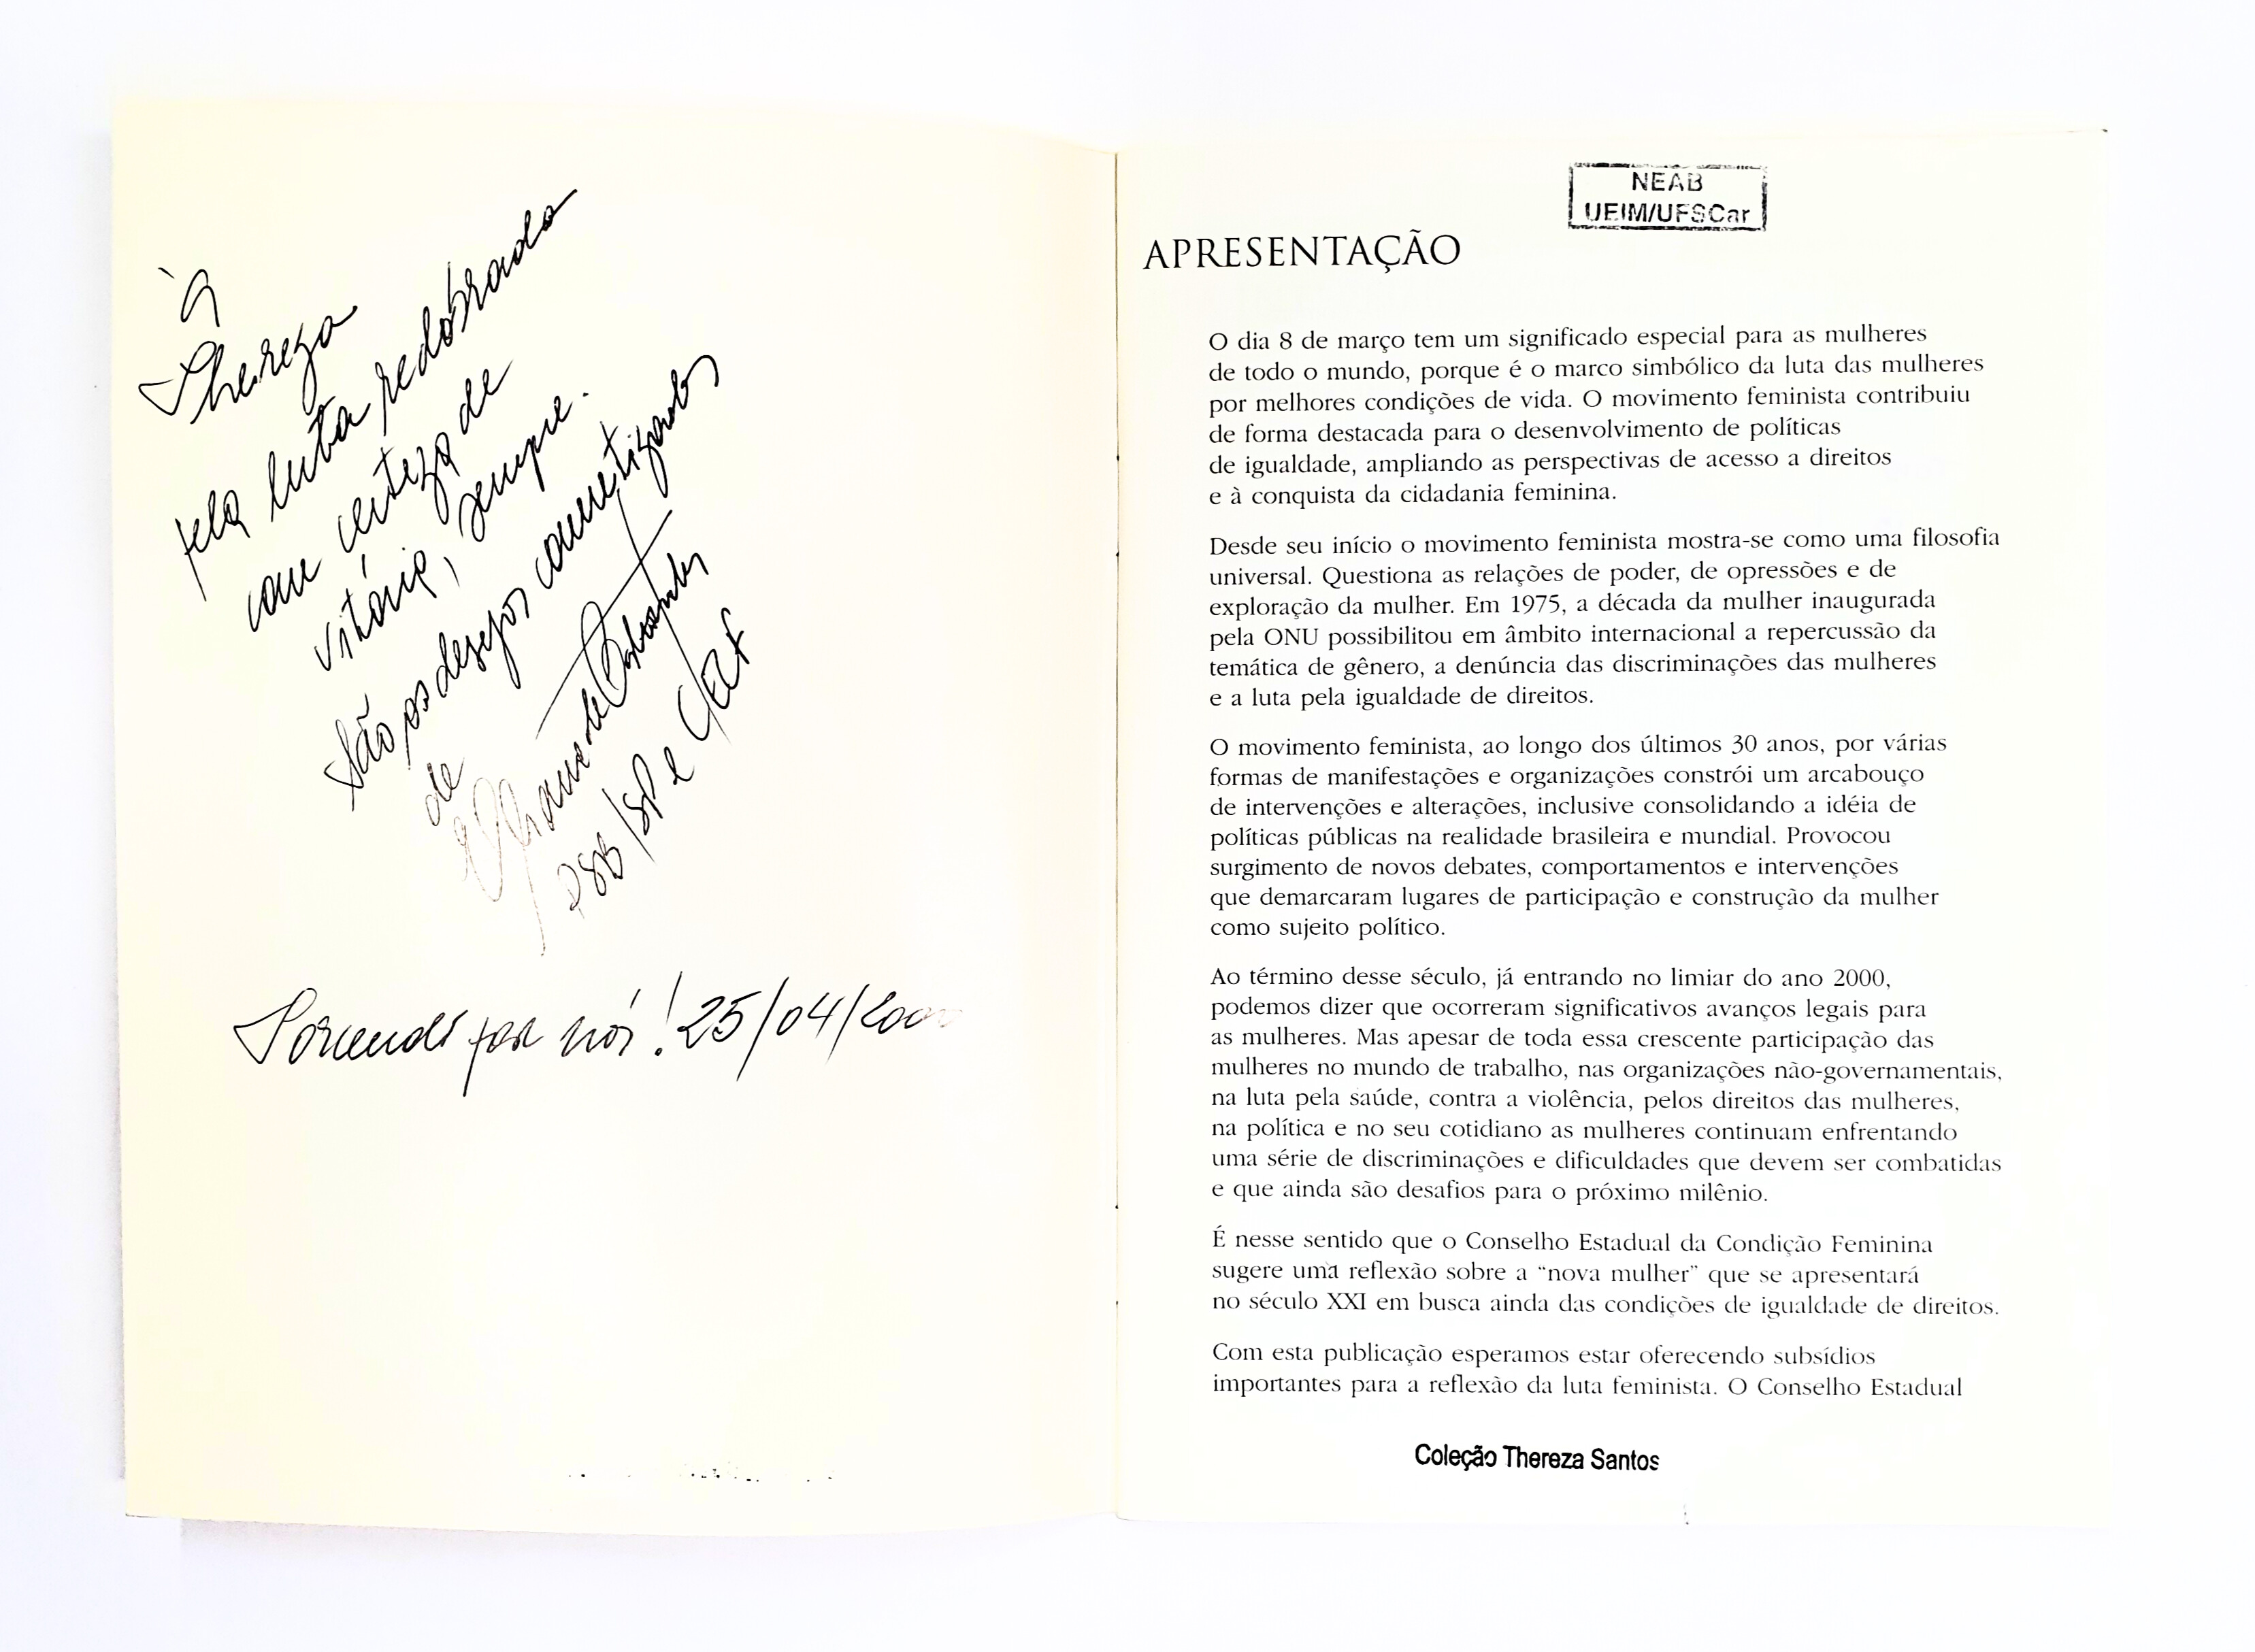 À
Thereza
pela luta redobrada
com certeza de
vitória, sempre.
São os desejos concretizados
de
PSB/SP e CECF
por nós! 25/04/2000
NEAB
UEIM/UFSCar
APRESENTAÇÃO
O dia 8 de março tem um significado especial para as mulheres
de todo o mundo, porque é o marco simbólico da luta das mulheres
por melhores condições de vida. O movimento feminista contribuiu
de forma destacada para o desenvolvimento de políticas
de igualdade, ampliando as perspectivas de acesso a direitos
e à conquista da cidadania feminina.
Desde seu início o movimento feminista mostra-se como uma filosofia
universal. Questiona as relações de poder, de opressões e de
exploração da mulher. Em 1975, a década da mulher inaugurada
pela ONU possibilitou em âmbito internacional a repercussão da
temática de gênero, a denúncia das discriminações das mulheres
e a luta pela igualdade de direitos.
O movimento feminista, ao longo dos últimos 30 anos, por várias
formas de manifestações e organizações constrói um arcabouço
de intervenções e alterações, inclusive consolidando a idéia de
políticas públicas na realidade brasileira e mundial. Provocou
surgimento de novos debates, comportamentos e intervenções
que demarcaram lugares de participação e construção da mulher
como sujeito político.
Ao término desse século, já entrando no limiar do ano 2000,
podemos dizer que ocorreram significativos avanços legais para
as mulheres. Mas apesar de toda essa crescente participação das
mulheres no mundo de trabalho, nas organizações não-governamentais,
na luta pela saúde, contra a violência, pelos direitos das mulheres,
na política e no seu cotidiano as mulheres continuam enfrentando
uma série de discriminações e dificuldades que devem ser combatidas
e que ainda são desafios para o próximo milênio.
É nesse sentido que o Conselho Estadual da Condição Feminina
sugere uma reflexão sobre a “nova mulher” que se apresentará
no século XXI em busca ainda das condições de igualdade de direitos.
Com esta publicação esperamos estar oferecendo subsídios
importantes para a reflexão da luta feminista. O Conselho Estadual
Coleção Thereza Santos